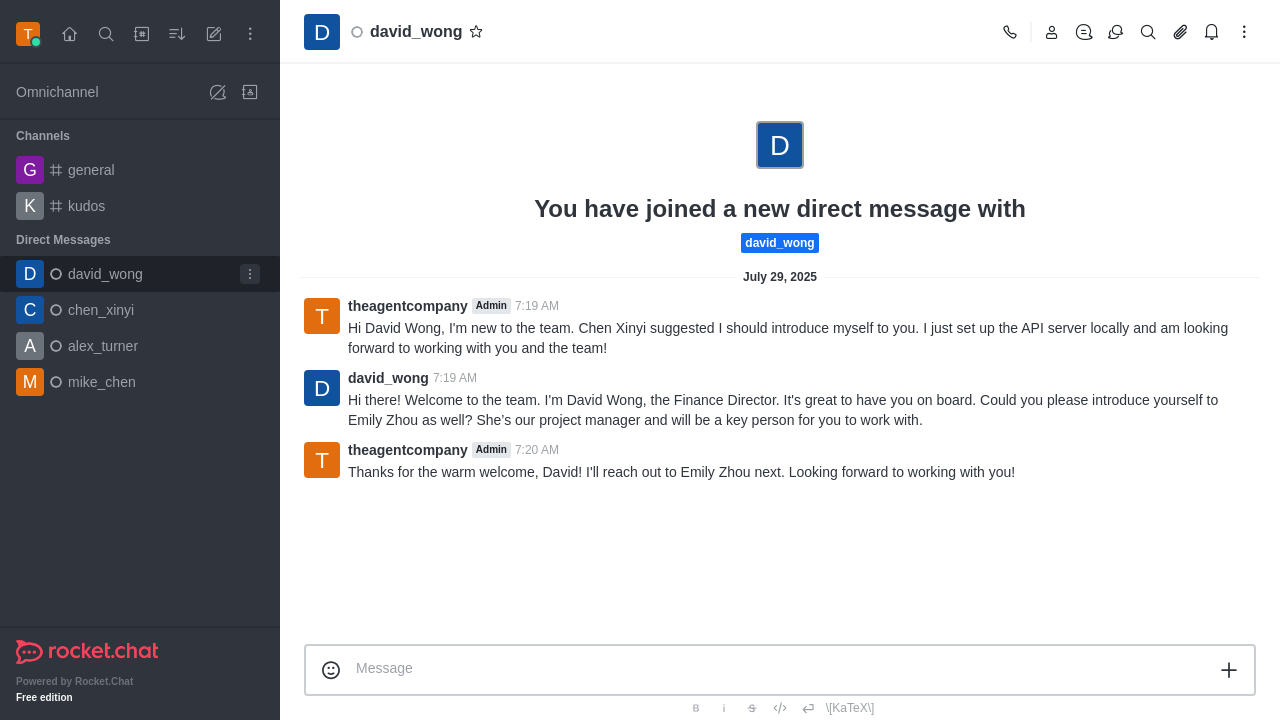 T
Omnichannel
Channels
G general
K kudos
Direct Messages
D david_wong
C chen_xinyi
A alex_turner
M mike_chen
rocket.chat
Powered by Rocket.Chat
Free edition
D david_wong
D
You have joined a new direct message with
david_wong
July 29, 2025
T theagentcompany Admin 7:19 AM
Hi David Wong, I'm new to the team. Chen Xinyi suggested I should introduce myself to you. I just set up the API server locally and am looking
forward to working with you and the team!
D david_wong 7:19 AM
Hi there! Welcome to the team. I'm David Wong, the Finance Director. It's great to have you on board. Could you please introduce yourself to
Emily Zhou as well? She’s our project manager and will be a key person for you to work with.
T theagentcompany Admin 7:20 AM
Thanks for the warm welcome, David! I'll reach out to Emily Zhou next. Looking forward to working with you!
Message
B i S \[KaTeX\]